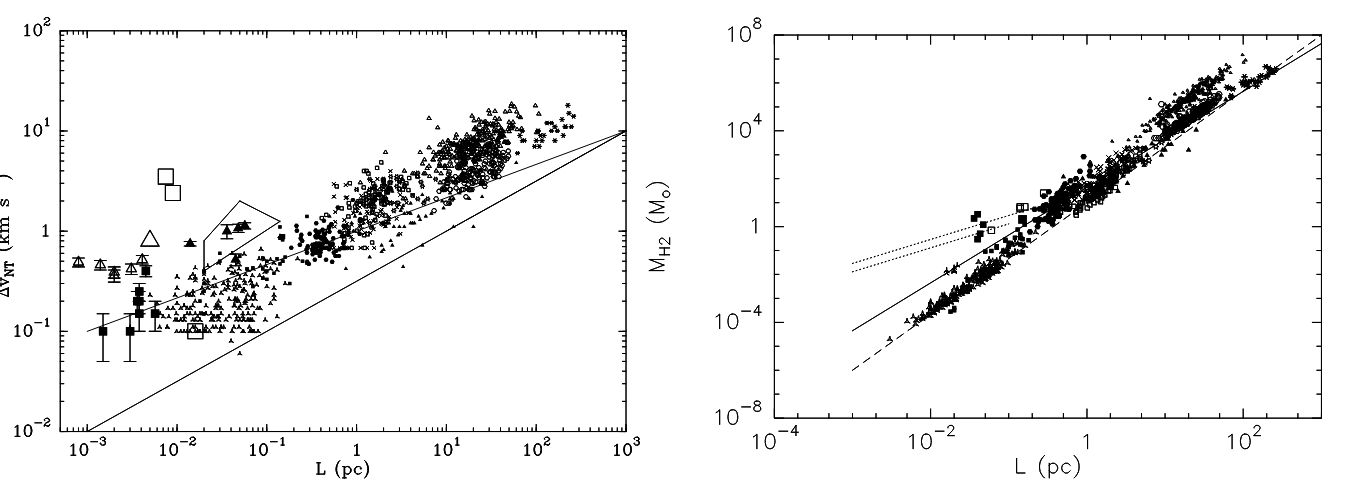 10²
10¹
1
10⁻¹
10⁻²
Δv_NT (km s )
10⁻³ 10⁻² 10⁻¹ 1 10¹ 10² 10³
L (pc)
10⁸
10⁴
1
10⁻⁴
10⁻⁸
M_H2 (M_o)
10⁻⁴ 10⁻² 1 10²
L (pc)